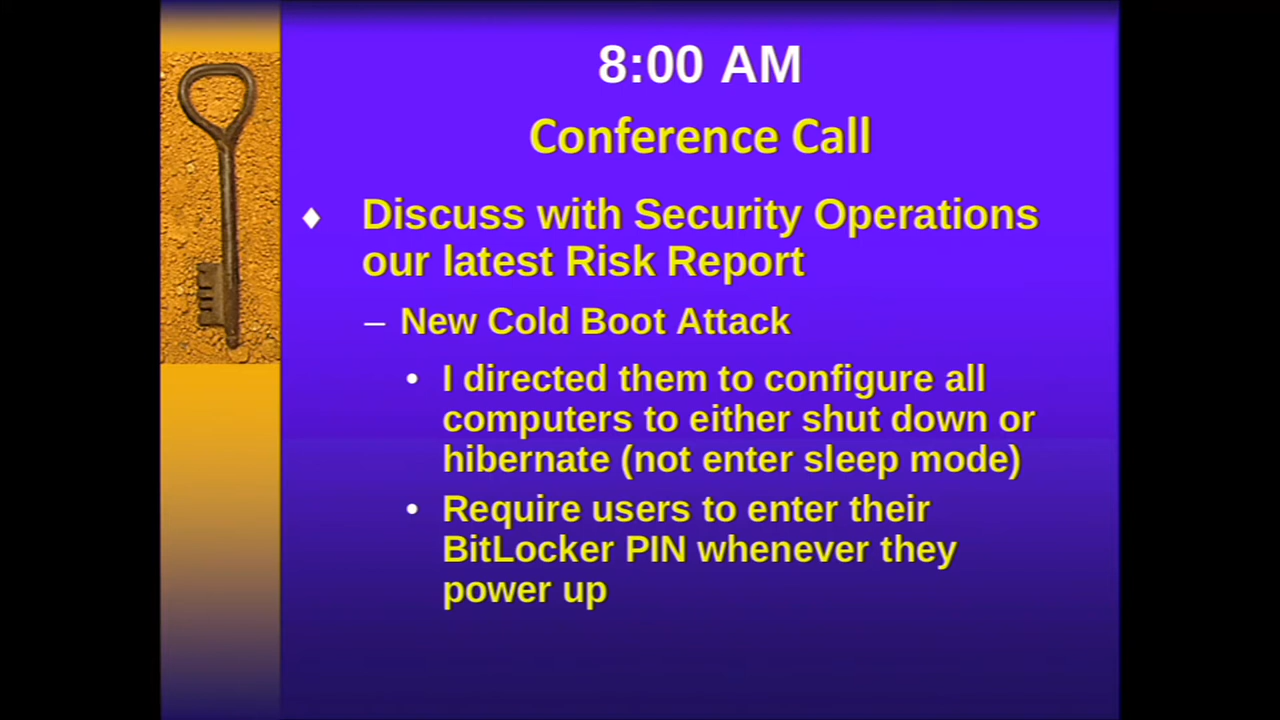 8:00 AM
Conference Call
♦ Discuss with Security Operations
our latest Risk Report
– New Cold Boot Attack
• I directed them to configure all
computers to either shut down or
hibernate (not enter sleep mode)
• Require users to enter their
BitLocker PIN whenever they
power up